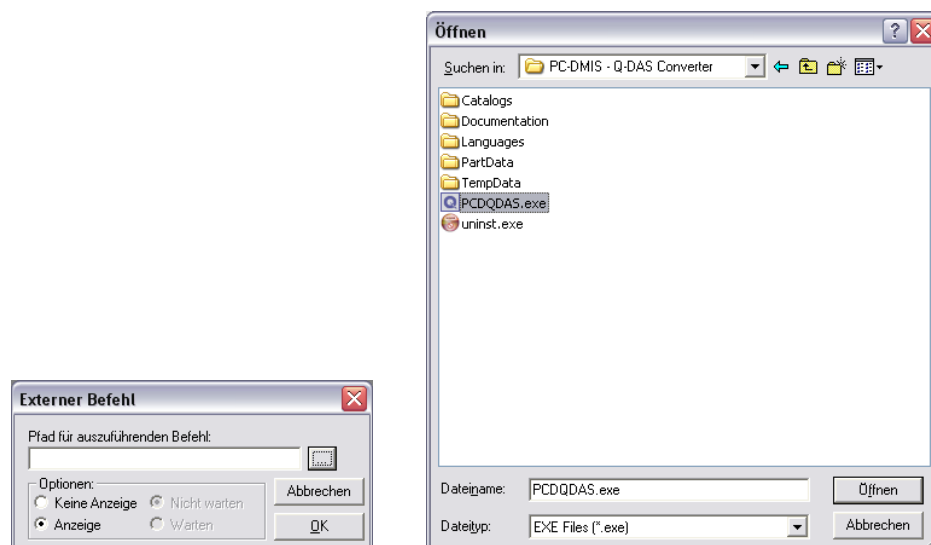 Öffnen
Suchen in: PC-DMIS - Q-DAS Converter
Catalogs
Documentation
Languages
PartData
TempData
PCDQDAS.exe
uninst.exe
Dateiname: PCDQDAS.exe Öffnen
Dateityp: EXE Files (*.exe) Abbrechen
Externer Befehl
Pfad für auszuführenden Befehl:
...
Optionen:
Keine Anzeige Nicht warten Abbrechen
Anzeige Warten OK